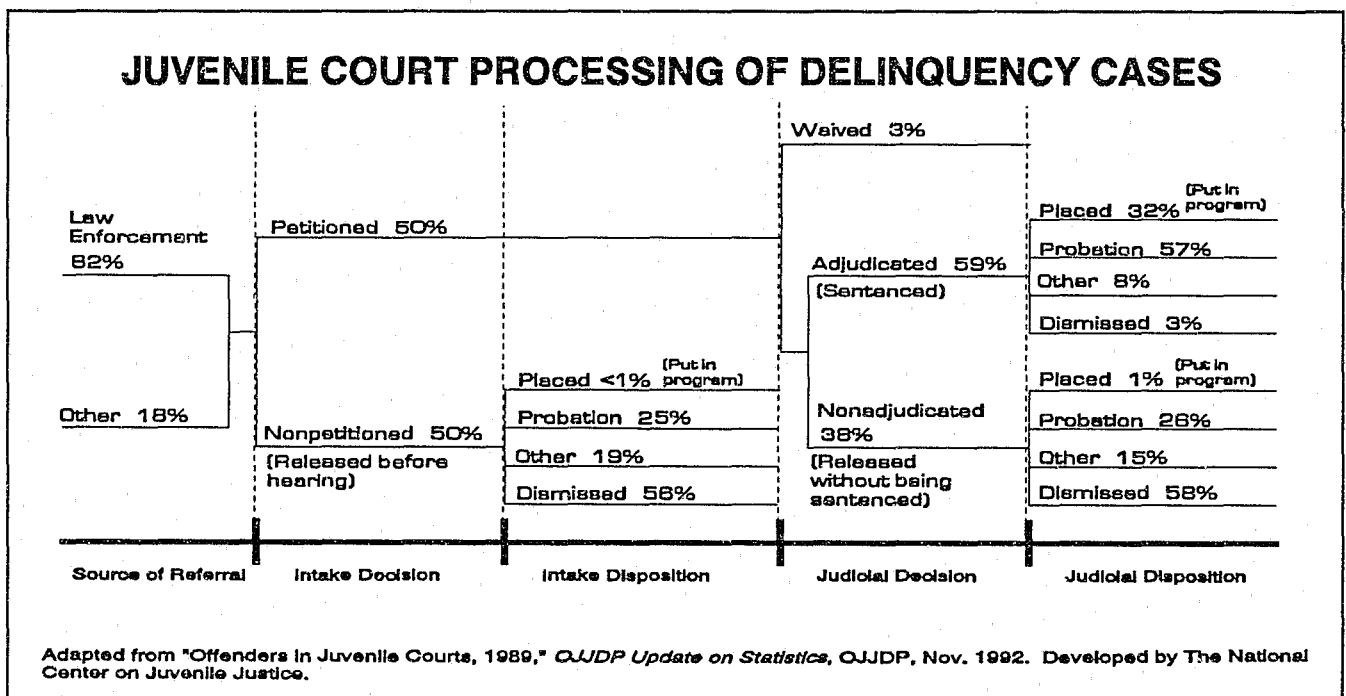 JUVENILE COURT PROCESSING OF DELINQUENCY CASES
Law
Enforcement
82%
Other 18%
Petitioned 50%
Nonpetitioned 50%
(Released before
hearing)
Placed <1% (Put in
program)
Probation 25%
Other 19%
Dismissed 56%
Waived 3%
Adjudicated 59%
(Sentenced)
Nonadjudicated
38%
(Released
without being
sentenced)
Placed 32% (Put in
program)
Probation 57%
Other 8%
Dismissed 3%
Placed 1% (Put in
program)
Probation 26%
Other 15%
Dismissed 58%
Source of Referral
Intake Decision
Intake Disposition
Judicial Decision
Judicial Disposition
Adapted from "Offenders in Juvenile Courts, 1989," OJJDP Update on Statistics, OJJDP, Nov. 1992. Developed by The National
Center on Juvenile Justice.